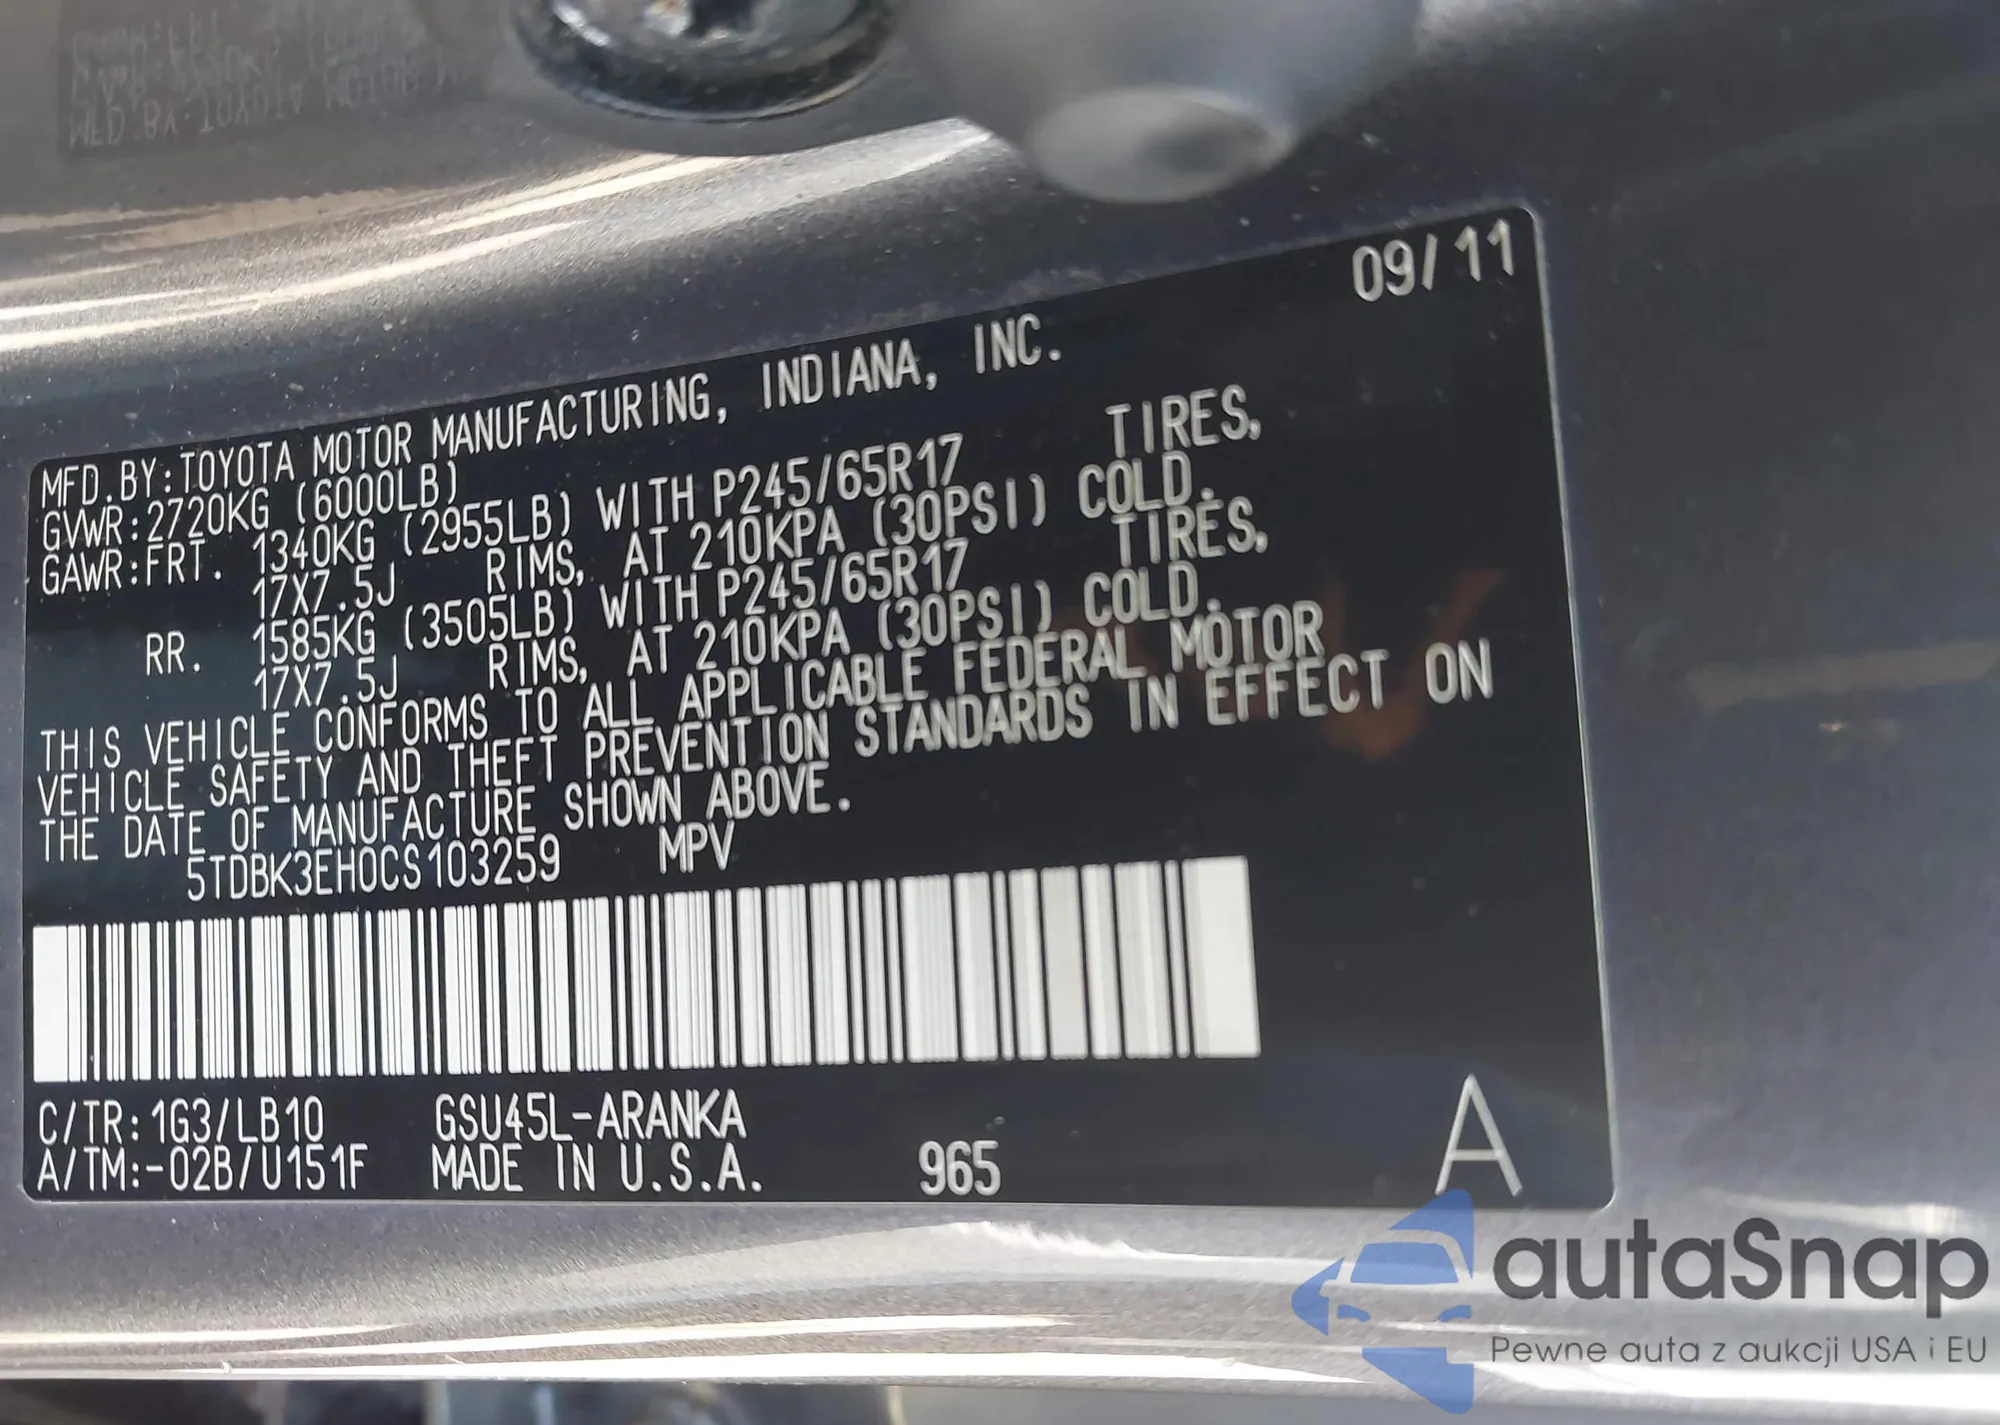 09/11
MFD.BY:TOYOTA MOTOR MANUFACTURING, INDIANA, INC.
GVWR:2720KG (6000LB)
GAWR:FRT. 1340KG (2955LB) WITH P245/65R17 TIRES,
17X7.5J RIMS, AT 210KPA (30PSI) COLD.
RR. 1585KG (3505LB) WITH P245/65R17 TIRES,
17X7.5J RIMS, AT 210KPA (30PSI) COLD.
THIS VEHICLE CONFORMS TO ALL APPLICABLE FEDERAL MOTOR
VEHICLE SAFETY AND THEFT PREVENTION STANDARDS IN EFFECT ON
THE DATE OF MANUFACTURE SHOWN ABOVE.
5TDBK3EH0CS103259 MPV
C/TR:1G3/LB10 GSU45L-ARANKA
A/TM:-02B/U151F MADE IN U.S.A. 965 A
autaSnap
Pewne auta z aukcji USA i EU